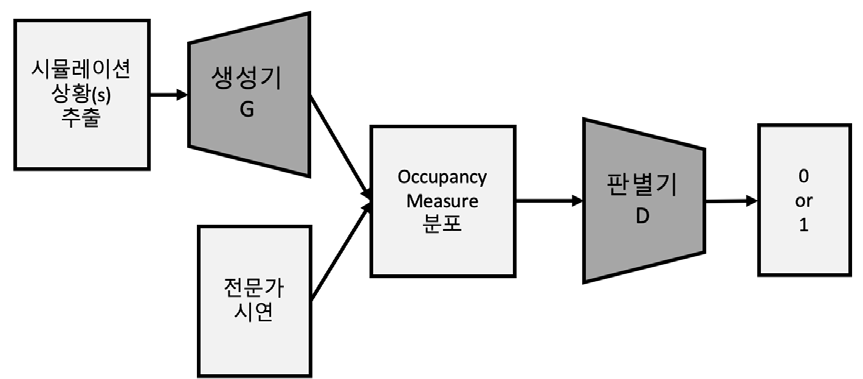 시뮬레이션
상황(s)
추출
생성기
G
전문가
시연
Occupancy
Measure
분포
판별기
D
0
or
1